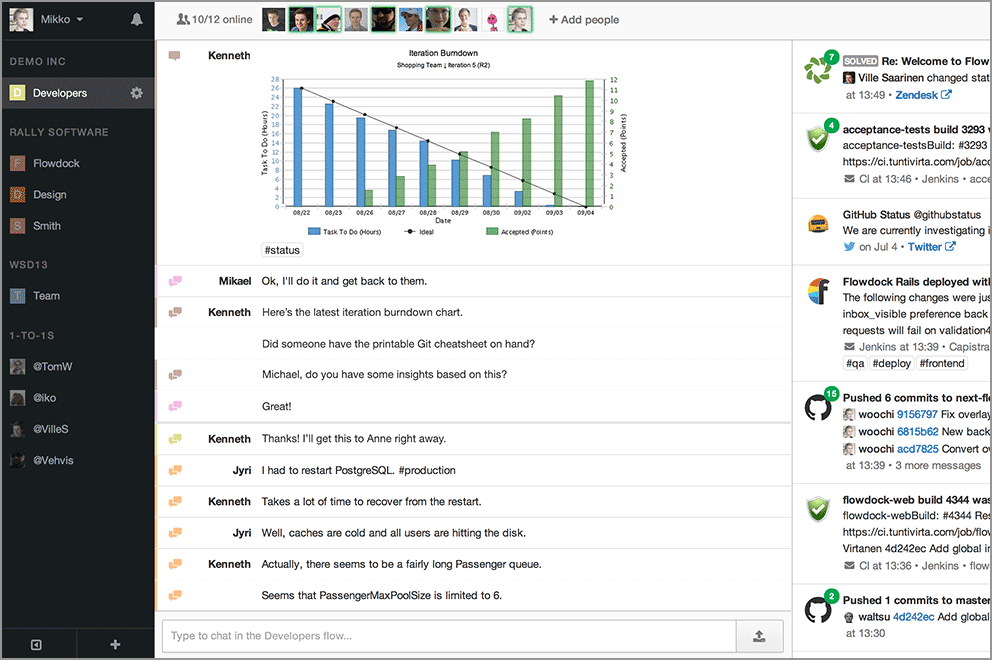 Mikko
DEMO INC
D Developers
RALLY SOFTWARE
F Flowdock
D Design
S Smith
WSD13
T Team
1-TO-1S
@TomW
@iko
@VilleS
@Vehvis
10/12 online
+ Add people
Kenneth
Iteration Burndown
Shopping Team ↓ Iteration 5 (R2)
Task To Do (Hours)
28
26
24
22
20
18
16
14
12
10
8
6
4
2
0
12
11
10
9
8
7
6
5
4
3
2
1
0
Accepted (Points)
08/22 08/23 08/26 08/27 08/28 08/29 08/30 09/02 09/03 09/04
Date
Task To Do (Hours) Ideal Accepted (Points)
#status
Mikael Ok, I'll do it and get back to them.
Kenneth Here's the latest iteration burndown chart.
Did someone have the printable Git cheatsheet on hand?
Michael, do you have some insights based on this?
Great!
Kenneth Thanks! I'll get this to Anne right away.
Jyri I had to restart PostgreSQL. #production
Kenneth Takes a lot of time to recover from the restart.
Jyri Well, caches are cold and all users are hitting the disk.
Kenneth Actually, there seems to be a fairly long Passenger queue.
Seems that PassengerMaxPoolSize is limited to 6.
Type to chat in the Developers flow...
7
SOLVED Re: Welcome to Flow
Ville Saarinen changed stat
at 13:49 • Zendesk
4
acceptance-tests build 3293 w
acceptance-testsBuild: #3293
https://ci.tuntivirta.com/job/acc
CI at 13:46 • Jenkins • acce
GitHub Status @githubstatus
We are currently investigating i
on Jul 4 • Twitter
Flowdock Rails deployed with
The following changes were jus
inbox_visible preference back
requests will fail on validation4
Jenkins at 13:39 • Capistra
#qa #deploy #frontend
15
Pushed 6 commits to next-fl
woochi 9156797 Fix overlay
woochi 6815b62 New back
woochi acd7825 Convert ov
at 13:39 • 3 more messages
flowdock-web build 4344 was
flowdock-webBuild: #4344 Res
https://ci.tuntivirta.com/job/flow
Virtanen 4d242ec Add global in
CI at 13:36 • Jenkins • flow
2
Pushed 1 commits to master
waltsu 4d242ec Add global
at 13:30